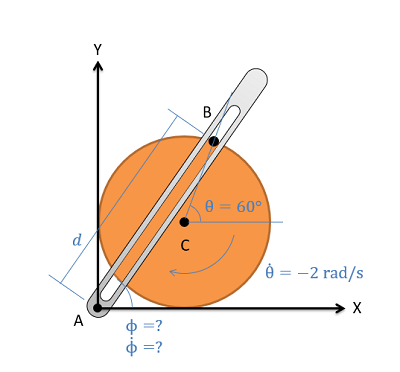 Y
B
θ = 60°
d
C
θ̇ = −2 rad/s
A
X
ϕ =?
ϕ̇ =?